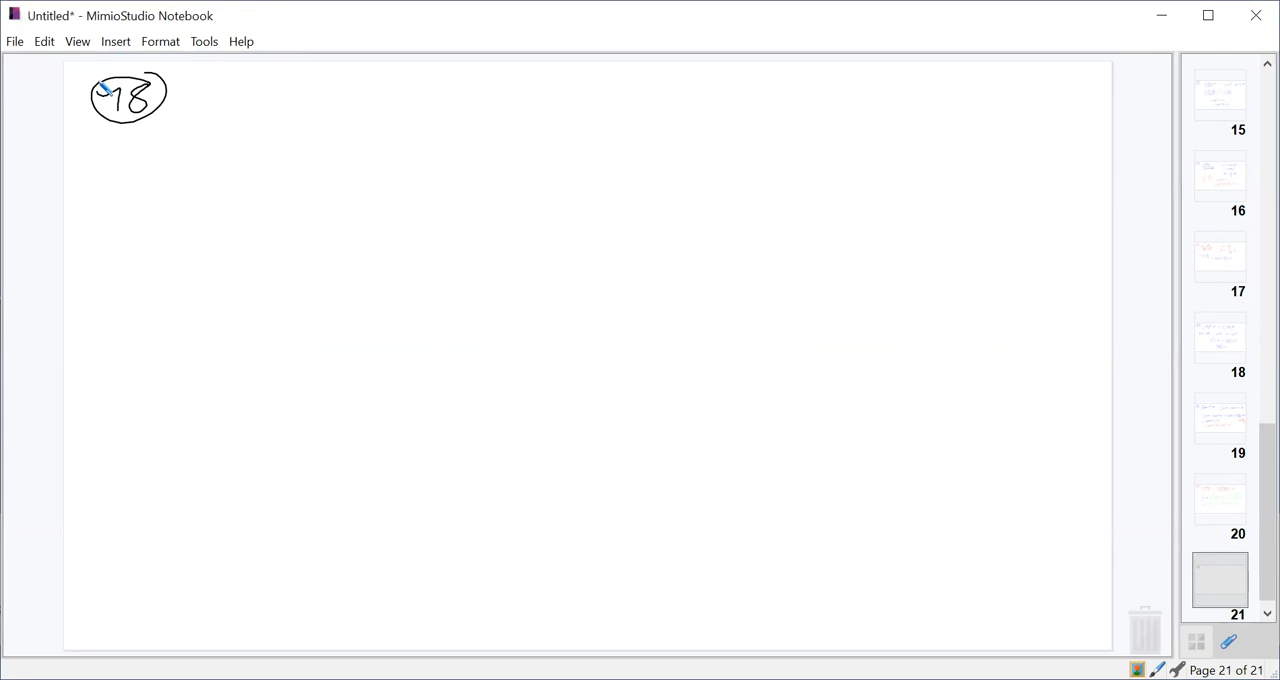 Untitled* - MimioStudio Notebook
File Edit View Insert Format Tools Help
48
15
16
17
18
19
20
21
Page 21 of 21